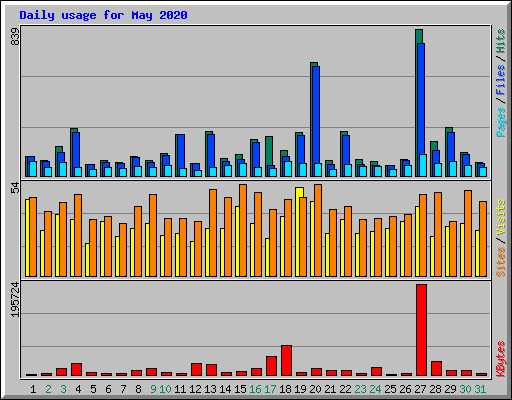 Daily usage for May 2020
839
Pages / Files / Hits
54
Sites / Visits
195724
KBytes
1 2 3 4 5 6 7 8 9 10 11 12 13 14 15 16 17 18 19 20 21 22 23 24 25 26 27 28 29 30 31